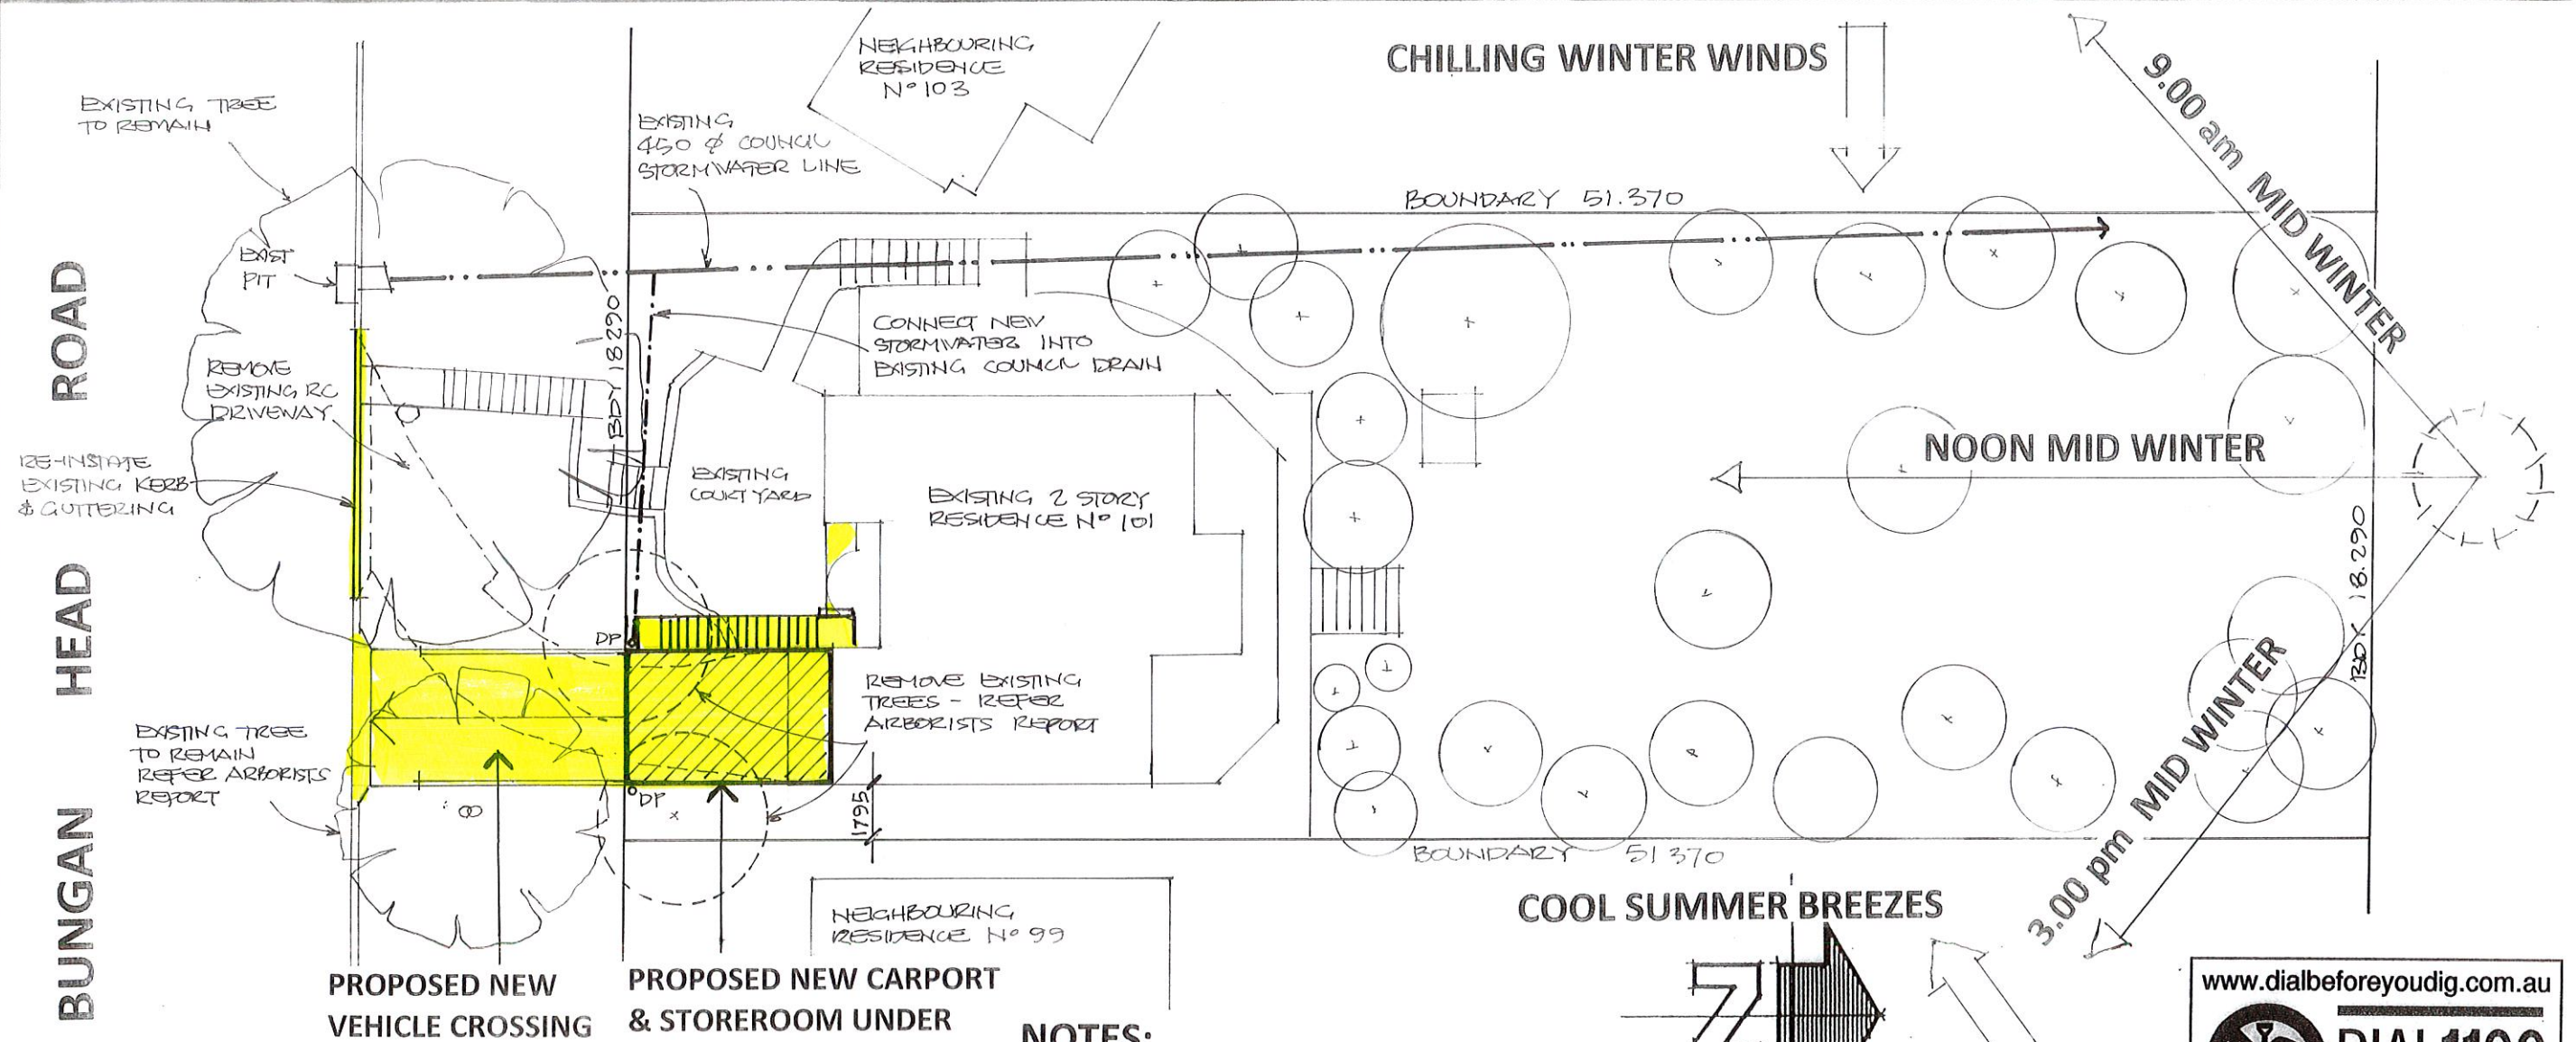 NEIGHBOURING
RESIDENCE
Nº 103
CHILLING WINTER WINDS
9.00 am MID WINTER
EXISTING TREE
TO REMAIN
EXISTING
450 Ø COUNCIL
STORMWATER LINE
BOUNDARY 51.370
EXIST
PIT
BDY 18290
CONNECT NEW
STORMWATER INTO
EXISTING COUNCIL DRAIN
REMOVE
EXISTING RC
DRIVEWAY
RE-INSTATE
EXISTING KERB
& GUTTERING
EXISTING
COURTYARD
EXISTING 2 STORY
RESIDENCE Nº 101
NOON MID WINTER
BDY 18.290
BUNGAN HEAD ROAD
DP
REMOVE EXISTING
TREES - REFER
ARBORISTS REPORT
EXISTING TREE
TO REMAIN
REFER ARBORISTS
REPORT
DP
1795
3.00 pm MID WINTER
BOUNDARY 51370
NEIGHBOURING
RESIDENCE Nº 99
COOL SUMMER BREEZES
PROPOSED NEW
VEHICLE CROSSING
PROPOSED NEW CARPORT
& STOREROOM UNDER
NOTES:
Z
www.dialbeforeyoudig.com.au
DIAL1100